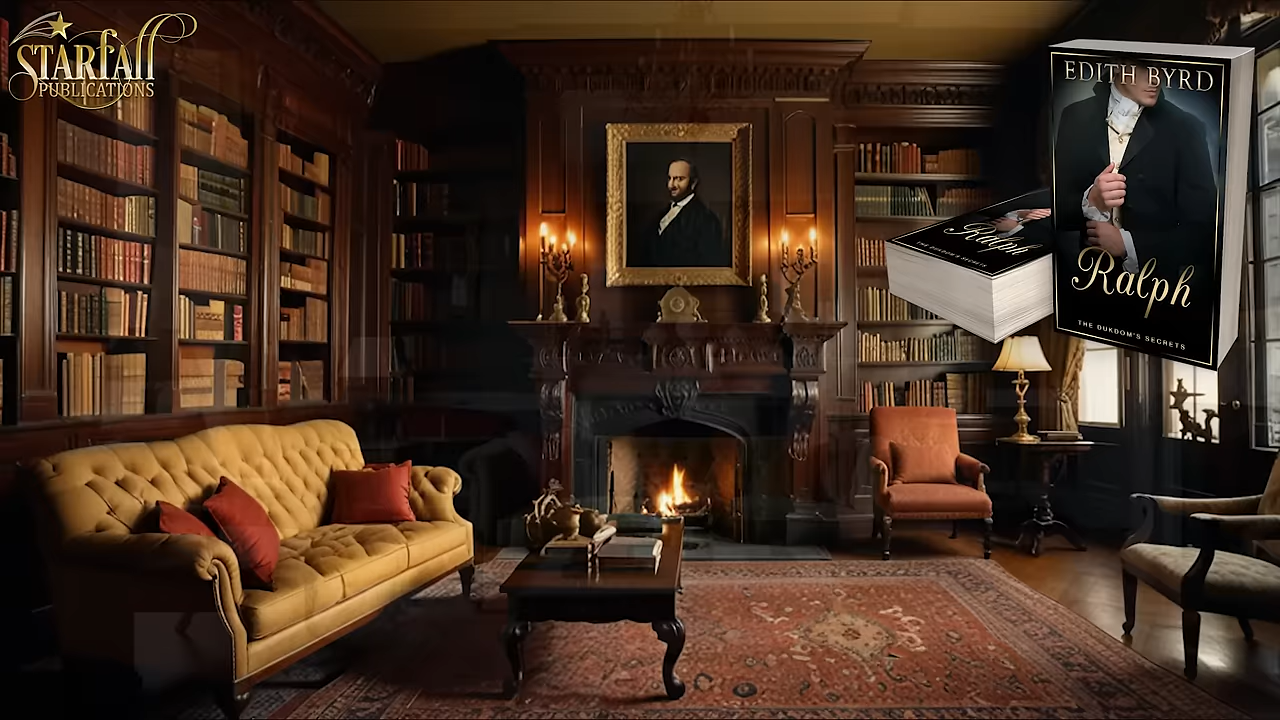 STARfall
PUBLICATIONS
EDITH BYRD
Ralph
THE DUKDOM'S SECRETS
Ralph
THE DUKDOM'S SECRETS